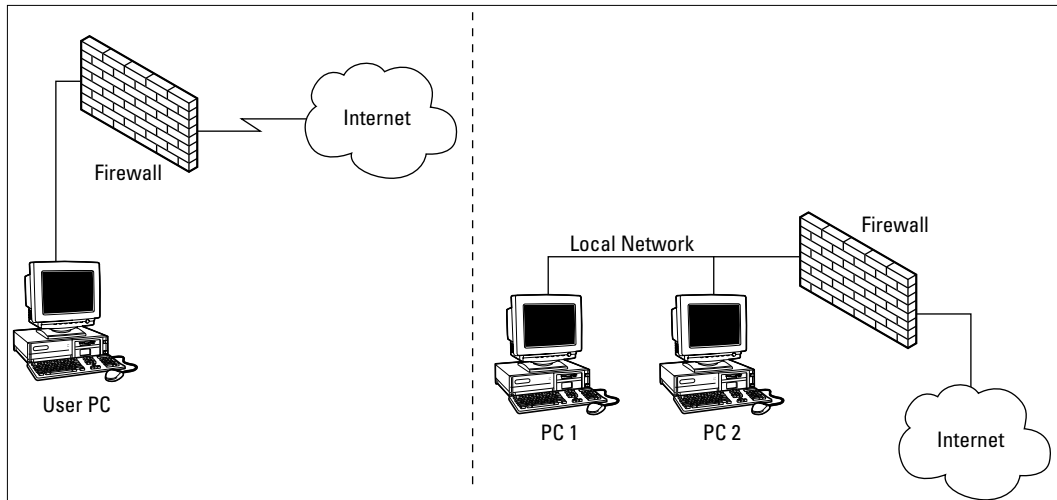 Firewall
Internet
User PC
Local Network
Firewall
PC 1
PC 2
Internet